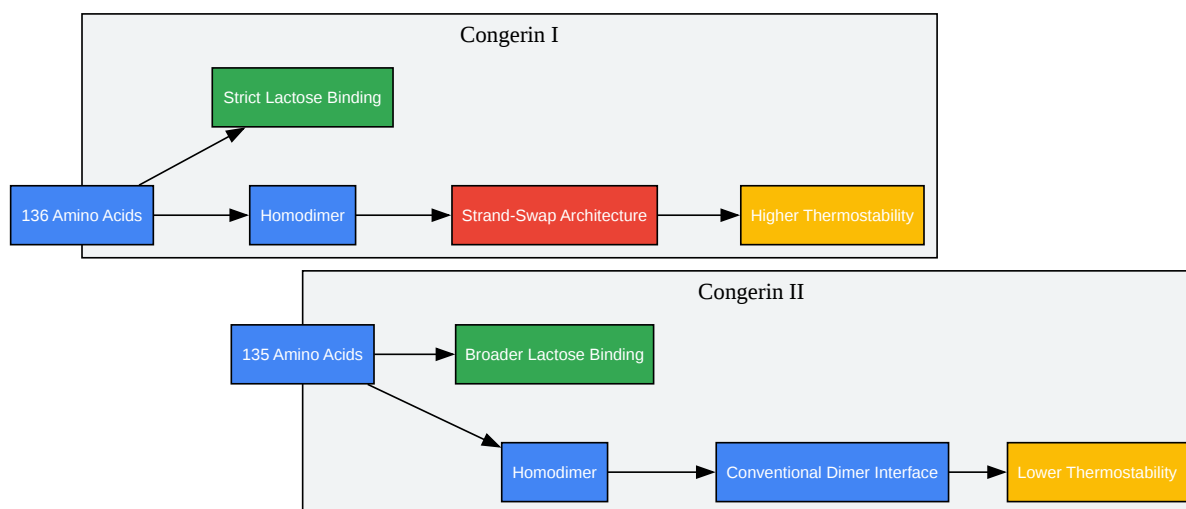 Congerin I
Strict Lactose Binding
136 Amino Acids
Homodimer
Strand-Swap Architecture
Higher Thermostability
Congerin II
135 Amino Acids
Broader Lactose Binding
Homodimer
Conventional Dimer Interface
Lower Thermostability